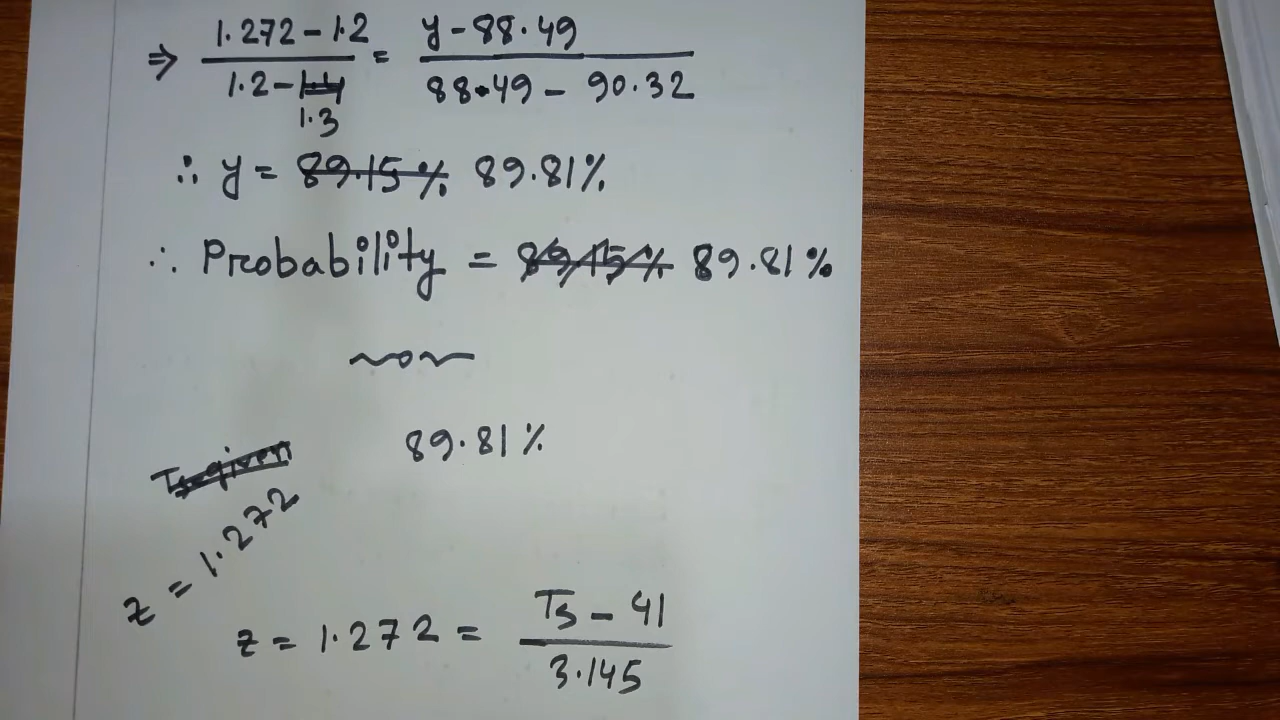 ⇒ (1.272 - 1.2)/(1.2 - 1.3) = (y - 88.49)/(88.49 - 90.32)
∴ y = 89.15% 89.81%
∴ Probability = 89.15% 89.81%
89.81%
Ts given
z = 1.272
z = 1.272 = (Ts - 41)/3.145